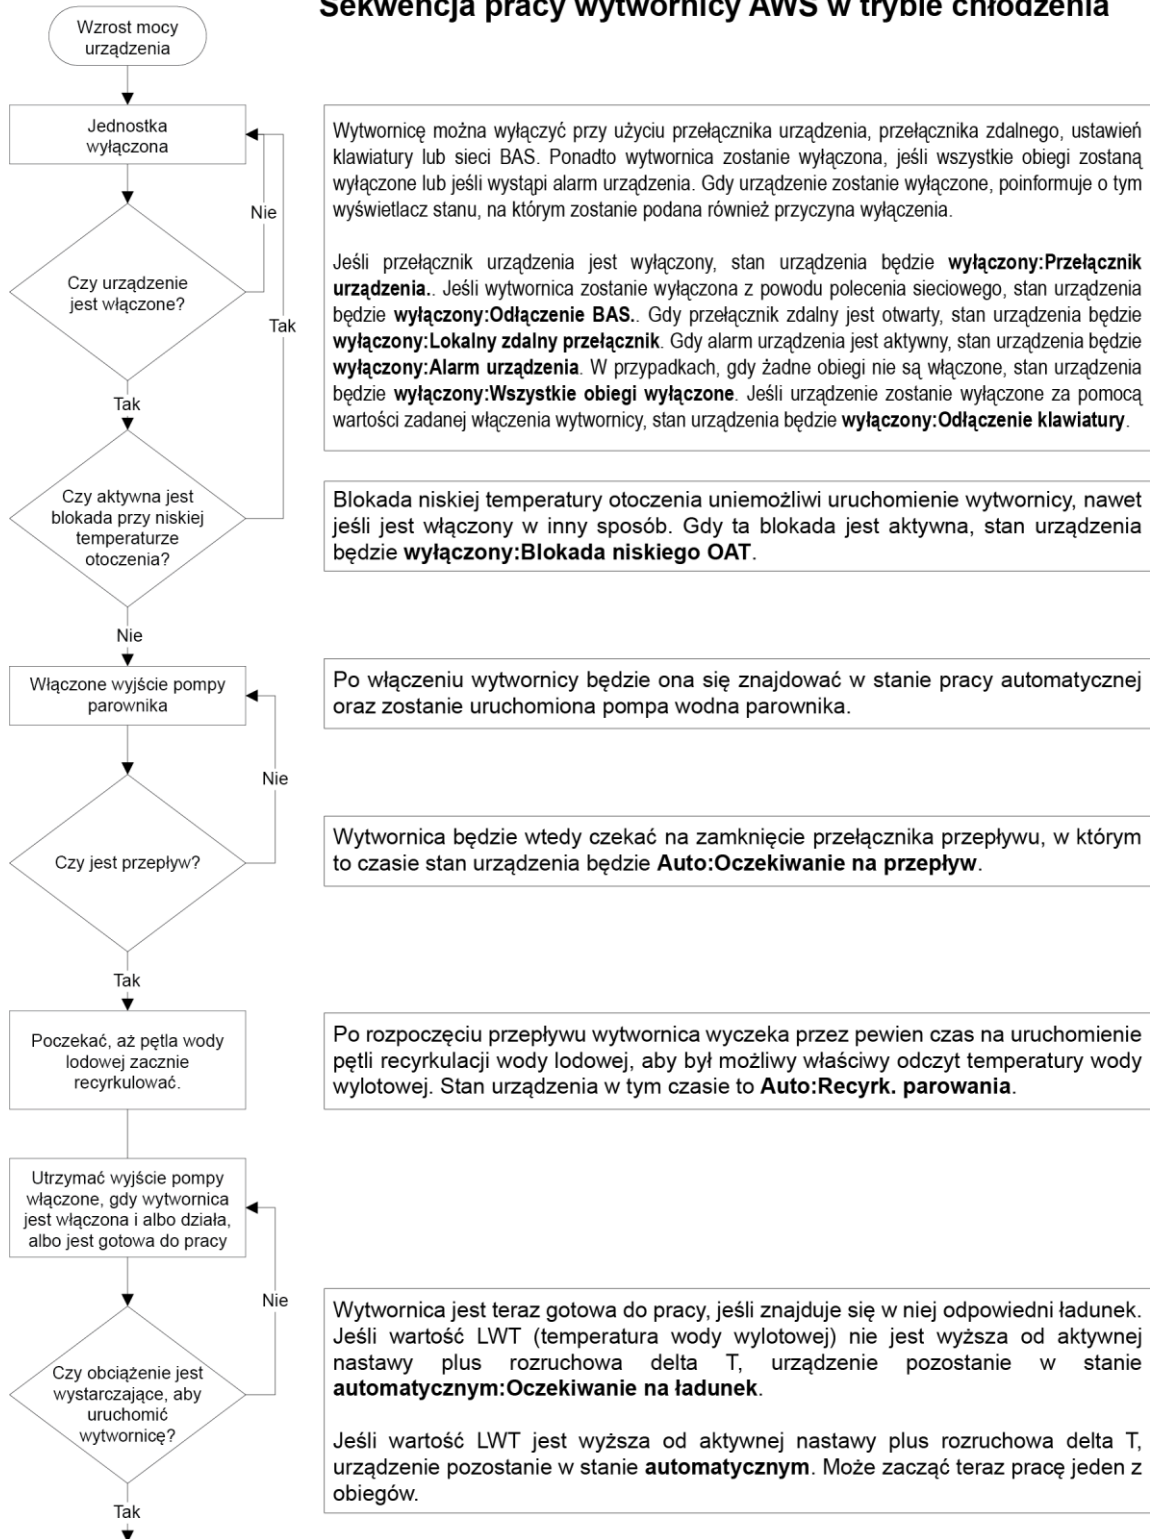 Sekwencja pracy wytwornicy AWS w trybie chłodzenia
Wzrost mocy
urządzenia
Jednostka
wyłączona
Wytwornicę można wyłączyć przy użyciu przełącznika urządzenia, przełącznika zdalnego, ustawień
klawiatury lub sieci BAS. Ponadto wytwornica zostanie wyłączona, jeśli wszystkie obiegi zostaną
wyłączone lub jeśli wystąpi alarm urządzenia. Gdy urządzenie zostanie wyłączone, poinformuje o tym
wyświetlacz stanu, na którym zostanie podana również przyczyna wyłączenia.
Jeśli przełącznik urządzenia jest wyłączony, stan urządzenia będzie wyłączony:Przełącznik
urządzenia.. Jeśli wytwornica zostanie wyłączona z powodu polecenia sieciowego, stan urządzenia
będzie wyłączony:Odłączenie BAS.. Gdy przełącznik zdalny jest otwarty, stan urządzenia będzie
wyłączony:Lokalny zdalny przełącznik. Gdy alarm urządzenia jest aktywny, stan urządzenia będzie
wyłączony:Alarm urządzenia. W przypadkach, gdy żadne obiegi nie są włączone, stan urządzenia
będzie wyłączony:Wszystkie obiegi wyłączone. Jeśli urządzenie zostanie wyłączone za pomocą
wartości zadanej włączenia wytwornicy, stan urządzenia będzie wyłączony:Odłączenie klawiatury.
Nie
Czy urządzenie
jest włączone?
Tak
Tak
Czy aktywna jest
blokada przy niskiej
temperaturze
otoczenia?
Blokada niskiej temperatury otoczenia uniemożliwi uruchomienie wytwornicy, nawet
jeśli jest włączony w inny sposób. Gdy ta blokada jest aktywna, stan urządzenia
będzie wyłączony:Blokada niskiego OAT.
Nie
Włączone wyjście pompy
parownika
Po włączeniu wytwornicy będzie ona się znajdować w stanie pracy automatycznej
oraz zostanie uruchomiona pompa wodna parownika.
Nie
Czy jest przepływ?
Wytwornica będzie wtedy czekać na zamknięcie przełącznika przepływu, w którym
to czasie stan urządzenia będzie Auto:Oczekiwanie na przepływ.
Tak
Poczekać, aż pętla wody
lodowej zacznie
recyrkulować.
Po rozpoczęciu przepływu wytwornica wyczeka przez pewien czas na uruchomienie
pętli recyrkulacji wody lodowej, aby był możliwy właściwy odczyt temperatury wody
wylotowej. Stan urządzenia w tym czasie to Auto:Recyrk. parowania.
Utrzymać wyjście pompy
włączone, gdy wytwornica
jest włączona i albo działa,
albo jest gotowa do pracy
Nie
Czy obciążenie jest
wystarczające, aby
uruchomić
wytwornicę?
Wytwornica jest teraz gotowa do pracy, jeśli znajduje się w niej odpowiedni ładunek.
Jeśli wartość LWT (temperatura wody wylotowej) nie jest wyższa od aktywnej
nastawy plus rozruchowa delta T, urządzenie pozostanie w stanie
automatycznym:Oczekiwanie na ładunek.
Jeśli wartość LWT jest wyższa od aktywnej nastawy plus rozruchowa delta T,
urządzenie pozostanie w stanie automatycznym. Może zacząć teraz pracę jeden z
obiegów.
Tak